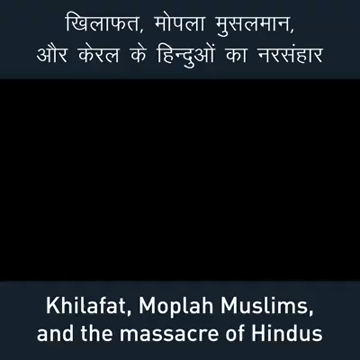 खिलाफत, मोपला मुसलमान,
और केरल के हिन्दुओं का नरसंहार
Khilafat, Moplah Muslims,
and the massacre of Hindus